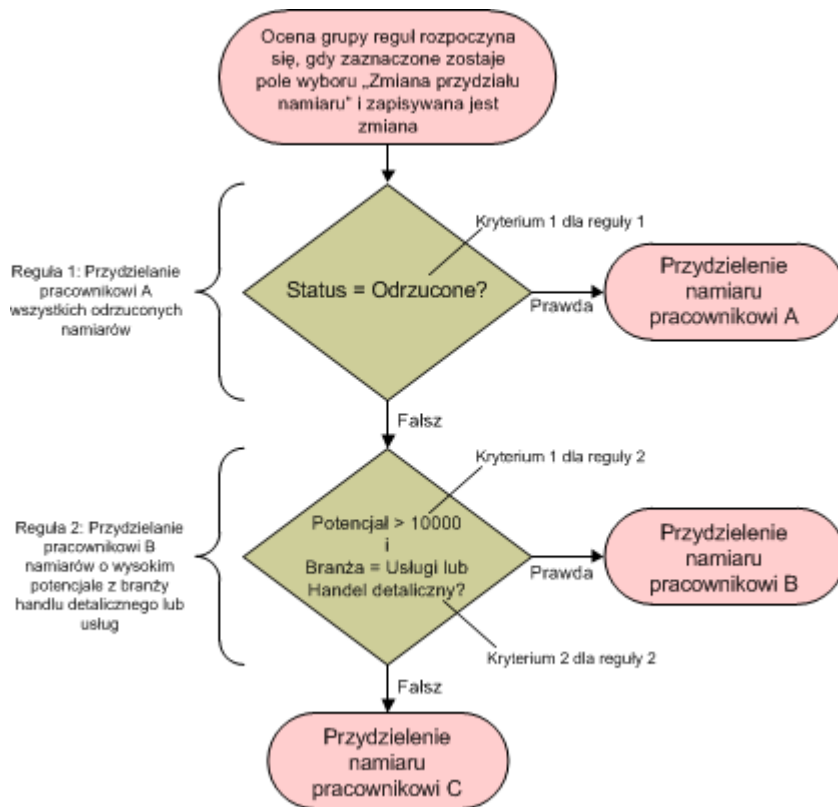 Ocena grupy reguł rozpoczyna
się, gdy zaznaczone zostaje
pole wyboru „Zmiana przydziału
namiaru” i zapisywana jest
zmiana
Kryterium 1 dla reguły 1
Reguła 1: Przydzielanie
pracownikowi A
wszystkich odrzuconych
namiarów
Status = Odrzucone?
Prawda
Przydzielenie
namiaru
pracownikowi A
Fałsz
Kryterium 1 dla reguły 2
Reguła 2: Przydzielanie
pracownikowi B
namiarów o wysokim
potencjale z branży
handlu detalicznego lub
usług
Potencjał > 10000
i
Branża = Usługi lub
Handel detaliczny?
Prawda
Przydzielenie
namiaru
pracownikowi B
Kryterium 2 dla reguły 2
Fałsz
Przydzielenie
namiaru
pracownikowi C